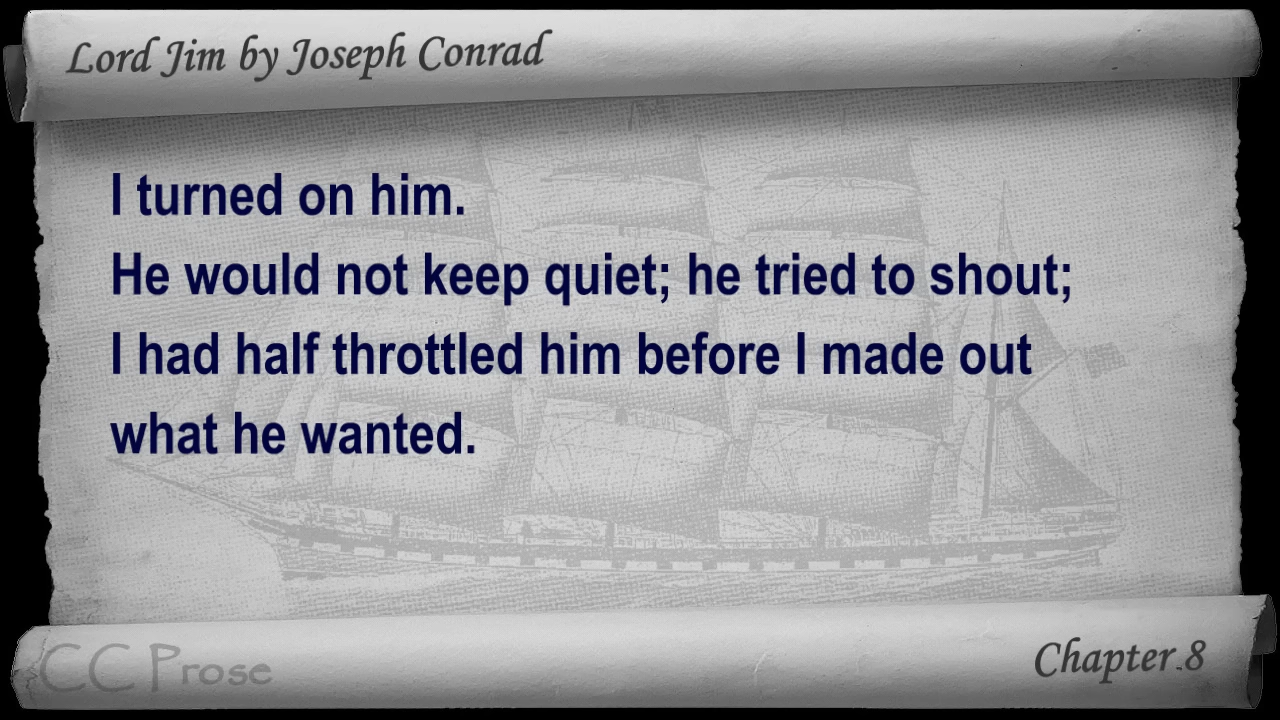 Lord Jim by Joseph Conrad
I turned on him.
He would not keep quiet; he tried to shout;
I had half throttled him before I made out
what he wanted.
CC Prose
Chapter 8